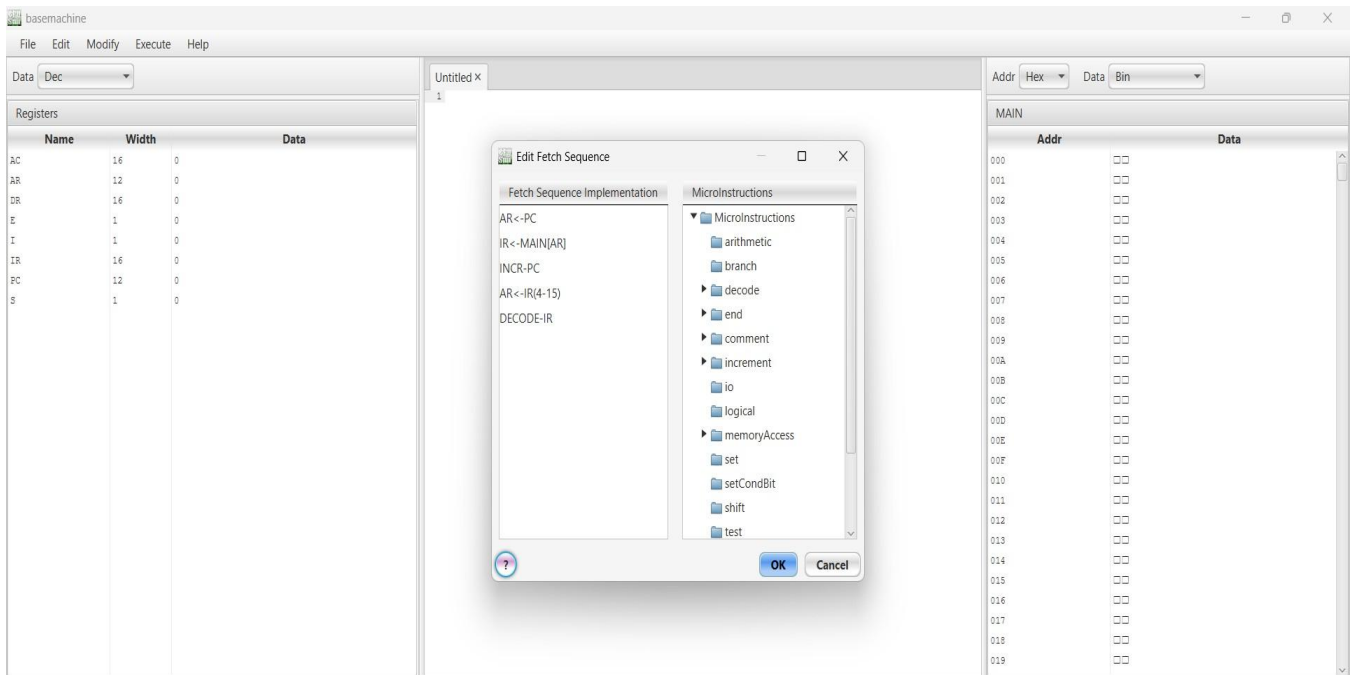 basemachine
File Edit Modify Execute Help
Data Dec
Registers
Name Width Data
AC 16 0
AR 12 0
DR 16 0
E 1 0
I 1 0
IR 16 0
PC 12 0
S 1 0
Untitled ×
1
Edit Fetch Sequence
Fetch Sequence Implementation
AR<-PC
IR<-MAIN[AR]
INCR-PC
AR<-IR(4-15)
DECODE-IR
MicroInstructions
MicroInstructions
arithmetic
branch
decode
end
comment
increment
io
logical
memoryAccess
set
setCondBit
shift
test
?
OK Cancel
Addr Hex Data Bin
MAIN
Addr Data
000 □□
001 □□
002 □□
003 □□
004 □□
005 □□
006 □□
007 □□
008 □□
009 □□
00A □□
00B □□
00C □□
00D □□
00E □□
00F □□
010 □□
011 □□
012 □□
013 □□
014 □□
015 □□
016 □□
017 □□
018 □□
019 □□